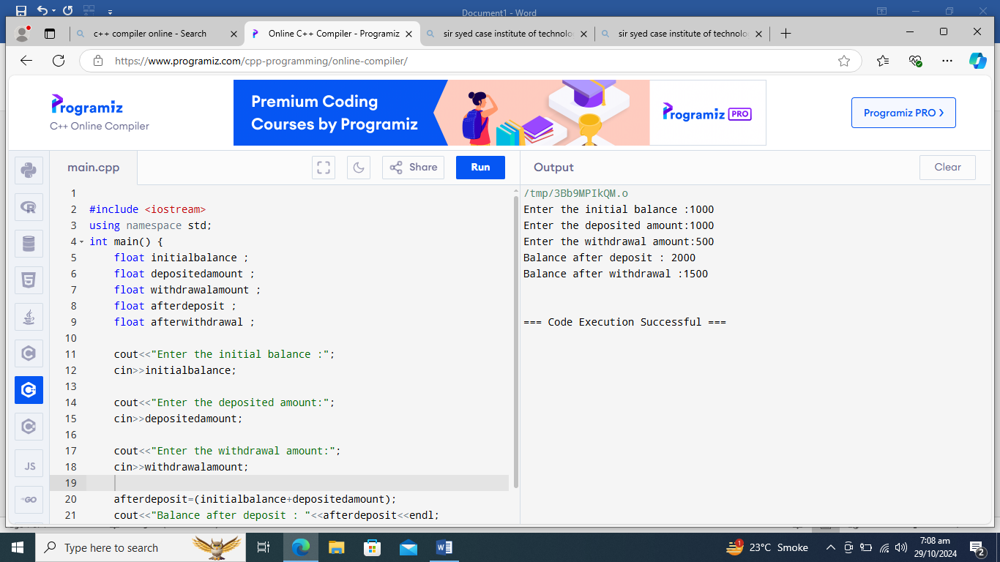 Document1 - Word
c++ compiler online - Search
Online C++ Compiler - Programiz
sir syed case institute of technolo
sir syed case institute of technolo
https://www.programiz.com/cpp-programming/online-compiler/
Programiz
C++ Online Compiler
Premium Coding
Courses by Programiz
Programiz PRO
Programiz PRO >
main.cpp
Share
Run
Output
Clear
1
2 #include <iostream>
3 using namespace std;
4 int main() {
5 float initialbalance ;
6 float depositedamount ;
7 float withdrawalamount ;
8 float afterdeposit ;
9 float afterwithdrawal ;
10
11 cout<<"Enter the initial balance :";
12 cin>>initialbalance;
13
14 cout<<"Enter the deposited amount:";
15 cin>>depositedamount;
16
17 cout<<"Enter the withdrawal amount:";
18 cin>>withdrawalamount;
19
20 afterdeposit=(initialbalance+depositedamount);
21 cout<<"Balance after deposit : "<<afterdeposit<<endl;
/tmp/3Bb9MPIkQM.o
Enter the initial balance :1000
Enter the deposited amount:1000
Enter the withdrawal amount:500
Balance after deposit : 2000
Balance after withdrawal :1500
=== Code Execution Successful ===
JS
GO
Type here to search
1
23°C Smoke
7:08 am
29/10/2024
2